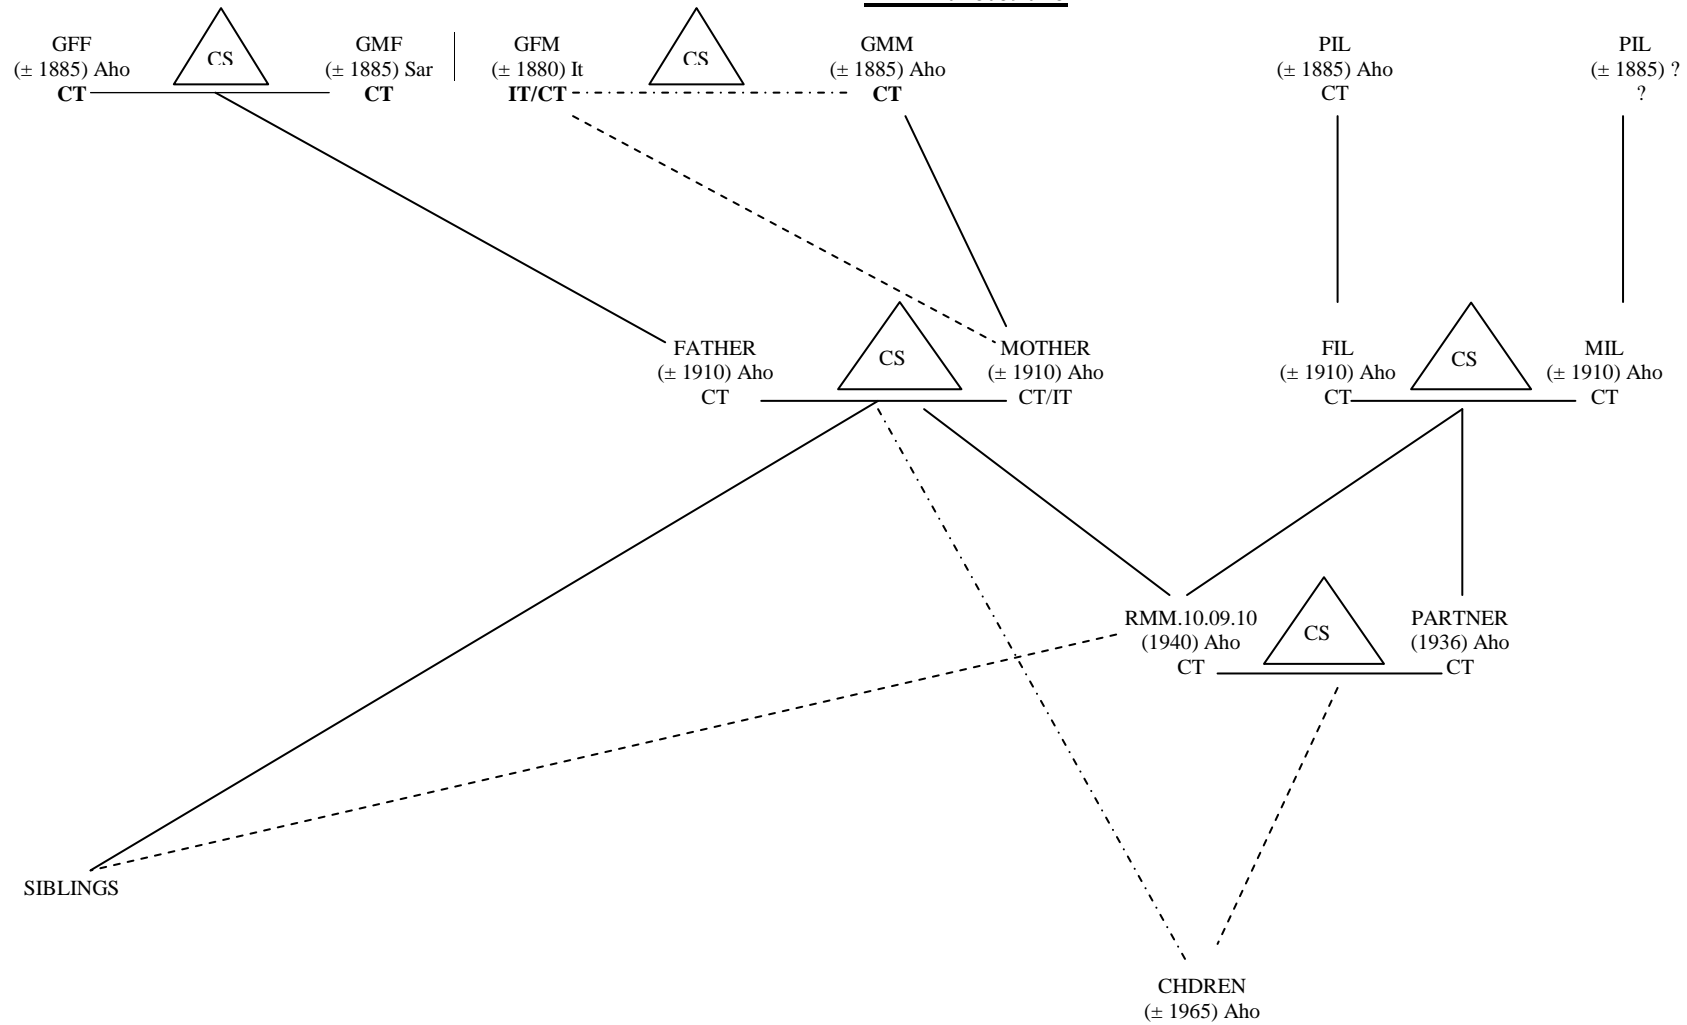 GFF
(± 1885) Aho
CT
CS
GMF
(± 1885) Sar
CT
GFM
(± 1880) It
IT/CT
CS
GMM
(± 1885) Aho
CT
PIL
(± 1885) Aho
CT
PIL
(± 1885) ?
?
FATHER
(± 1910) Aho
CT
CS
MOTHER
(± 1910) Aho
CT/IT
FIL
(± 1910) Aho
CT
CS
MIL
(± 1910) Aho
CT
RMM.10.09.10
(1940) Aho
CT
CS
PARTNER
(1936) Aho
CT
SIBLINGS
CHDREN
(± 1965) Aho